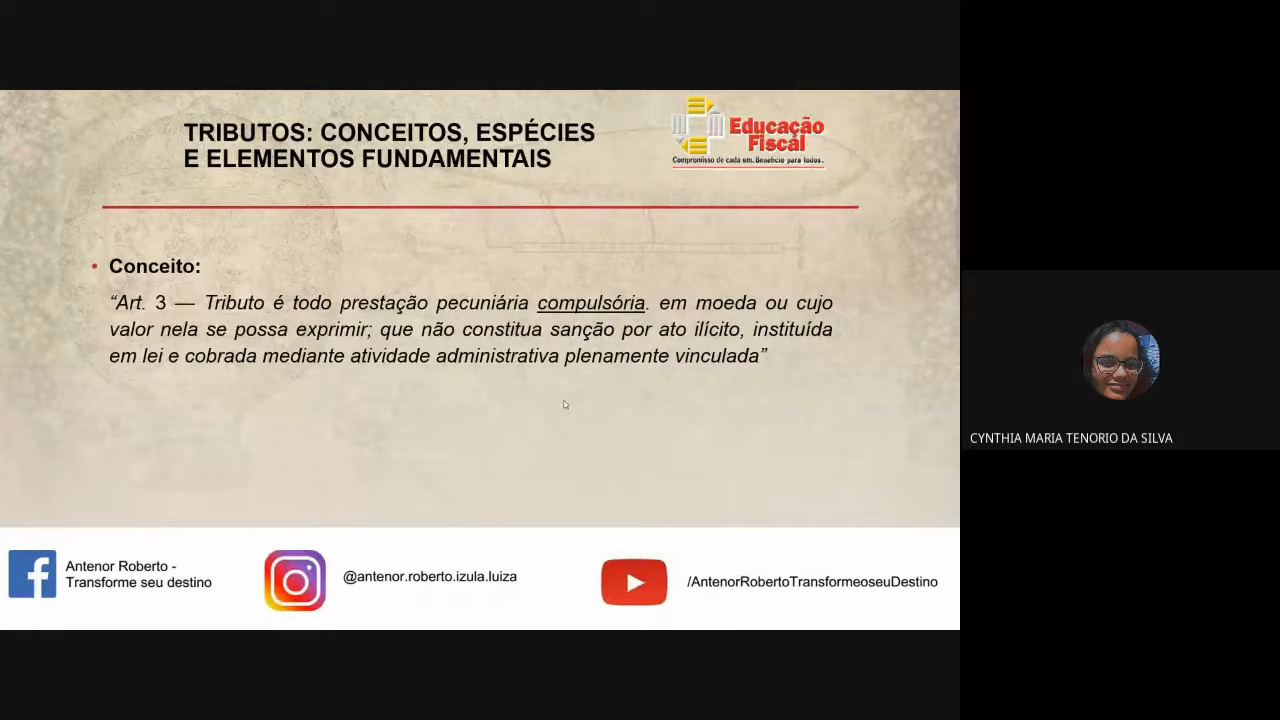 TRIBUTOS: CONCEITOS, ESPÉCIES
E ELEMENTOS FUNDAMENTAIS
Educação
Fiscal
Compromisso de cada um. Benefício para todos.
• Conceito:
“Art. 3 — Tributo é todo prestação pecuniária compulsória. em moeda ou cujo
valor nela se possa exprimir; que não constitua sanção por ato ilícito, instituída
em lei e cobrada mediante atividade administrativa plenamente vinculada”
CYNTHIA MARIA TENORIO DA SILVA
Antenor Roberto -
Transforme seu destino
@antenor.roberto.izula.luiza
/AntenorRobertoTransformeoseuDestino